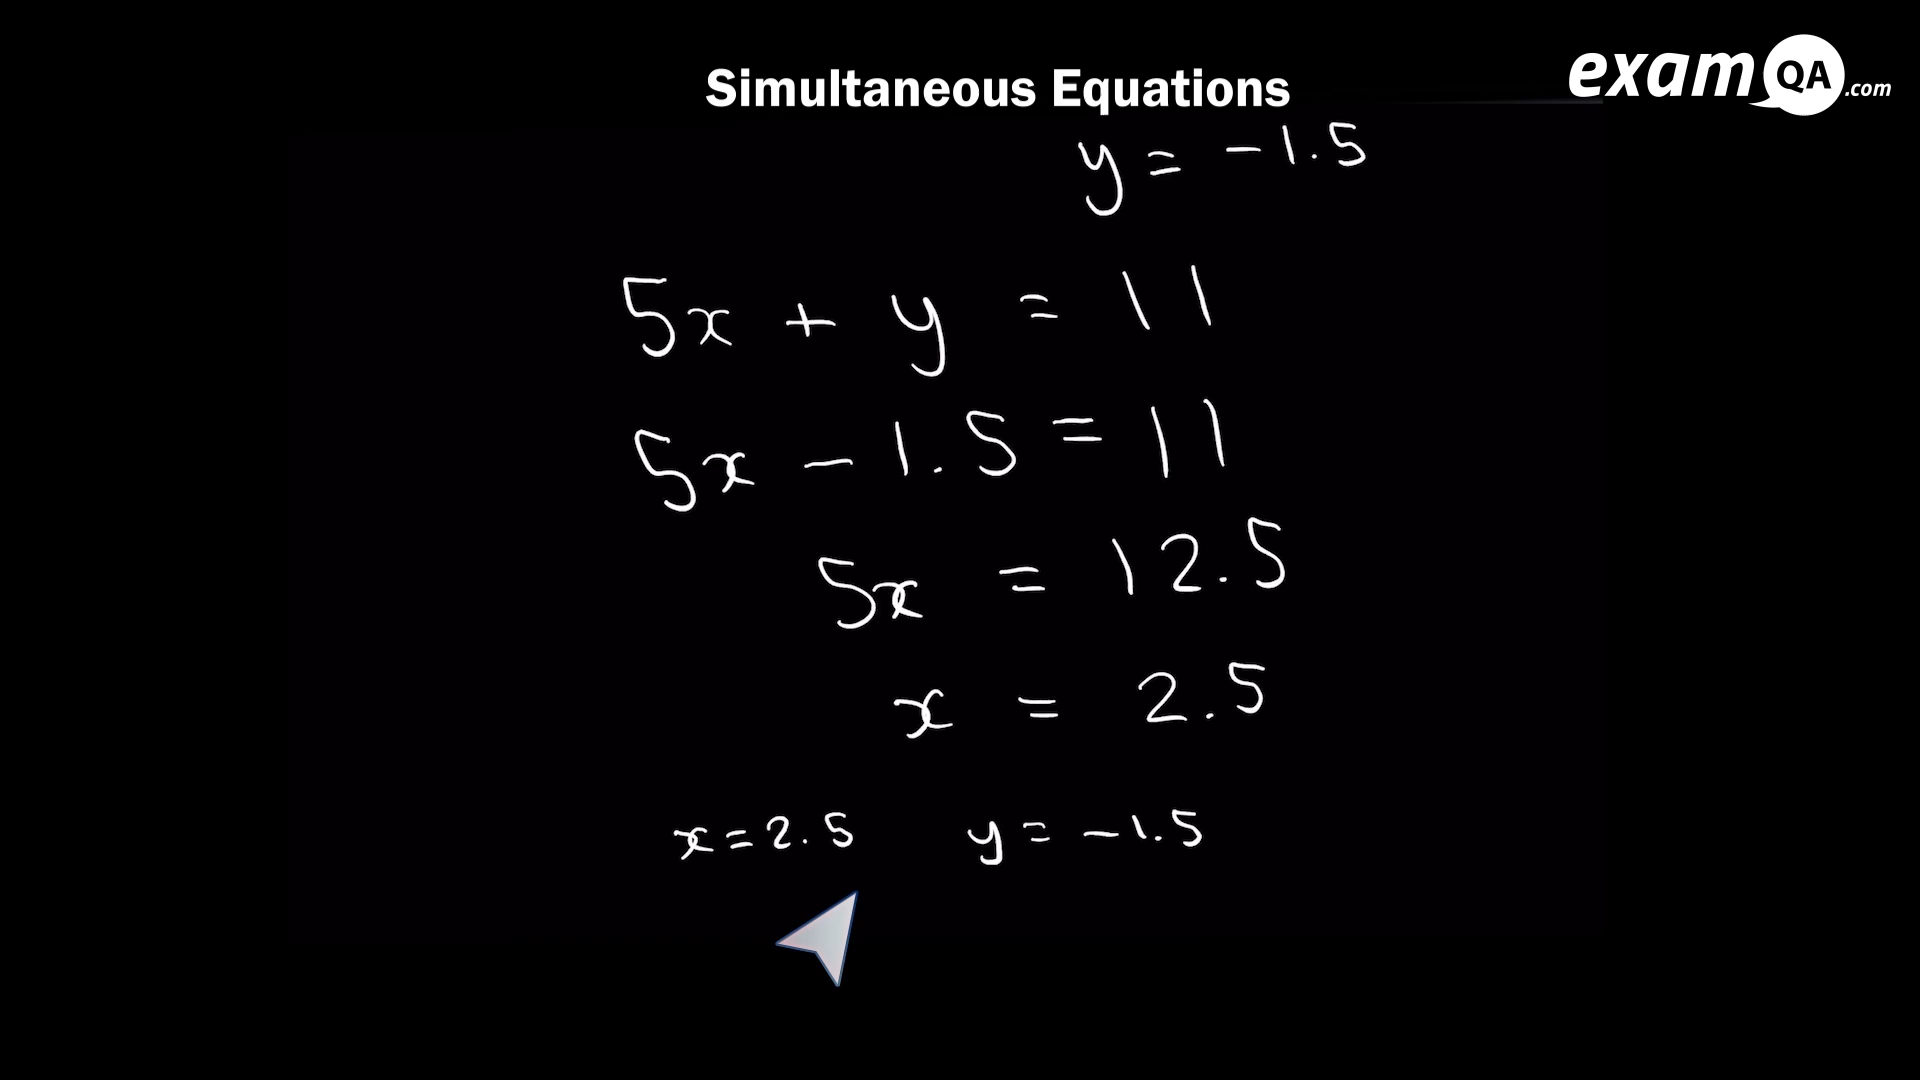 Simultaneous Equations
examQA.com
y = -1.5
5x + y = 11
5x - 1.5 = 11
5x = 12.5
x = 2.5
x = 2.5 y = -1.5